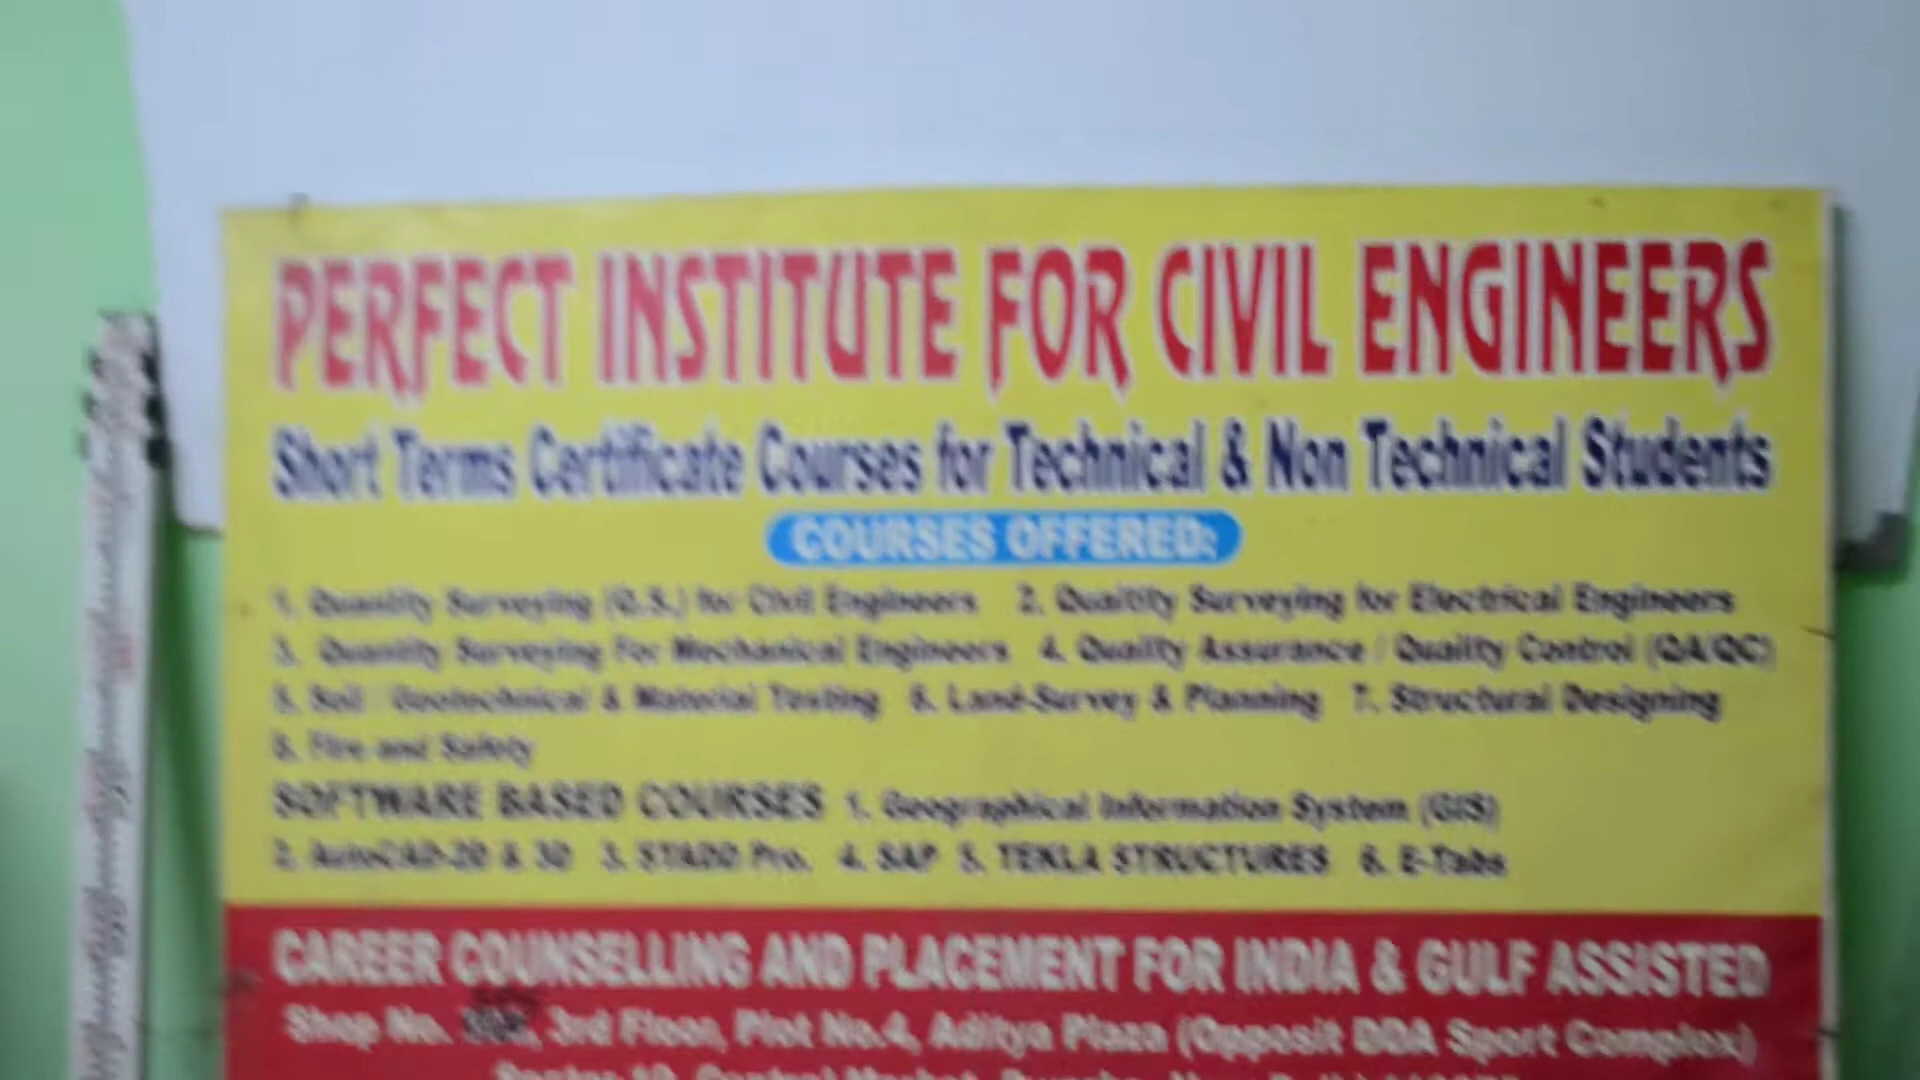 PERFECT INSTITUTE FOR CIVIL ENGINEERS
Short Terms Certificate Courses for Technical & Non Technical Students
COURSES OFFERED:
1. Quantity Surveying (Q.S.) for Civil Engineers 2. Quaitity Surveying for Electrical Engineers
3. Quantity Surveying For Mechanical Engineers 4. Quality Assurance / Quality Control (QA/QC)
5. Soil / Geotechnical & Material Testing 6. Land-Survey & Planning 7. Structural Designing
8. Fire and Safety
SOFTWARE BASED COURSES 1. Geographical Information System (GIS)
2. AutoCAD-2D & 3D 3. STADD Pro. 4. SAP 5. TEKLA STRUCTURES 6. E-Tabs
CAREER COUNSELLING AND PLACEMENT FOR INDIA & GULF ASSISTED
Shop No. 3rd Floor, Plot No.4, Aditya Plaza (Opposit DDA Sport Complex)